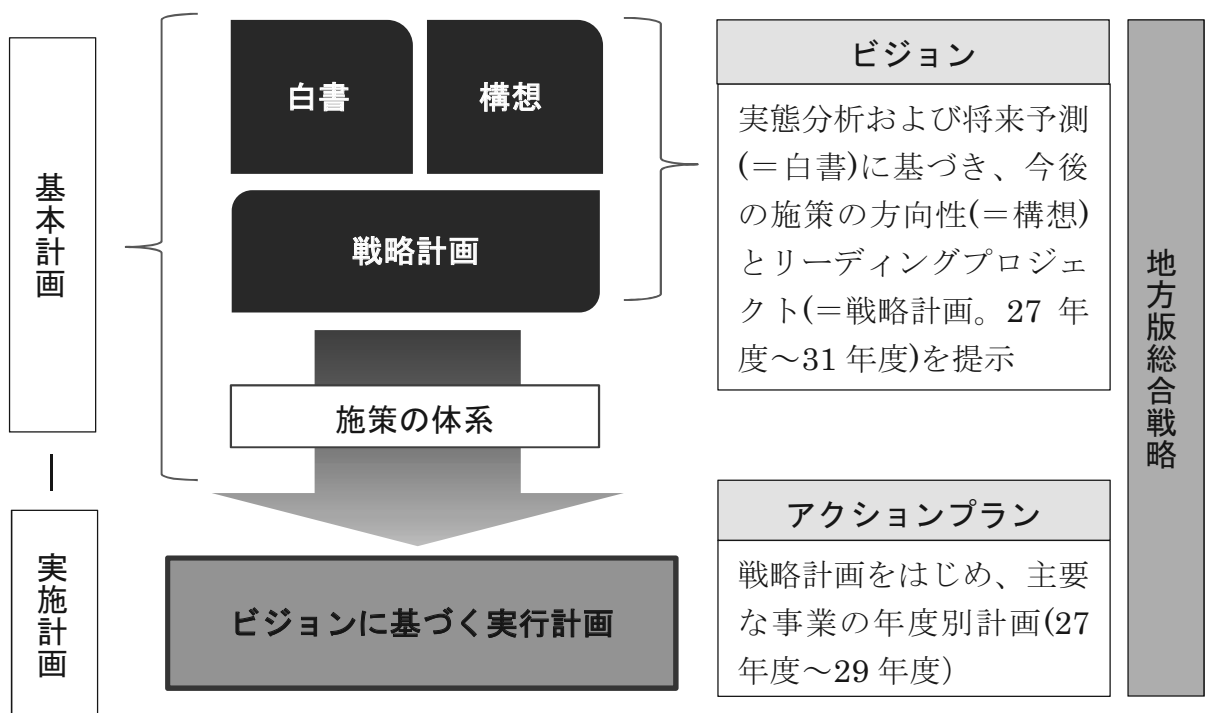 基本計画
実施計画
白書
構想
戦略計画
施策の体系
ビジョンに基づく実行計画
ビジョン
実態分析および将来予測
(＝白書)に基づき、今後
の施策の方向性(＝構想)
とリーディングプロジェ
クト(＝戦略計画。27 年
度～31 年度)を提示
アクションプラン
戦略計画をはじめ、主要
な事業の年度別計画(27
年度～29 年度)
地方版総合戦略